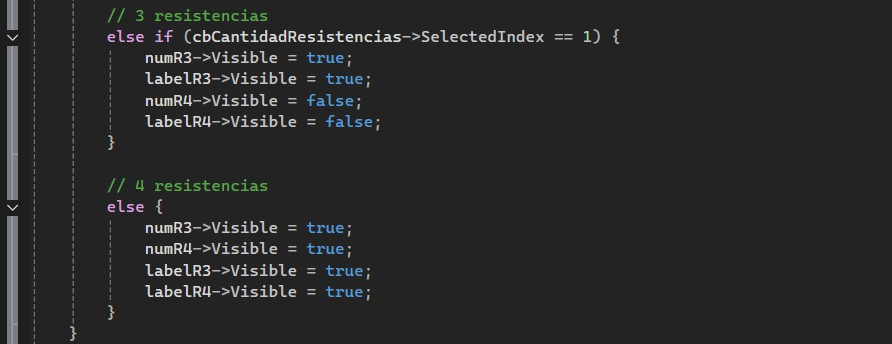 // 3 resistencias
else if (cbCantidadResistencias->SelectedIndex == 1) {
numR3->Visible = true;
labelR3->Visible = true;
numR4->Visible = false;
labelR4->Visible = false;
}
// 4 resistencias
else {
numR3->Visible = true;
numR4->Visible = true;
labelR3->Visible = true;
labelR4->Visible = true;
}
}